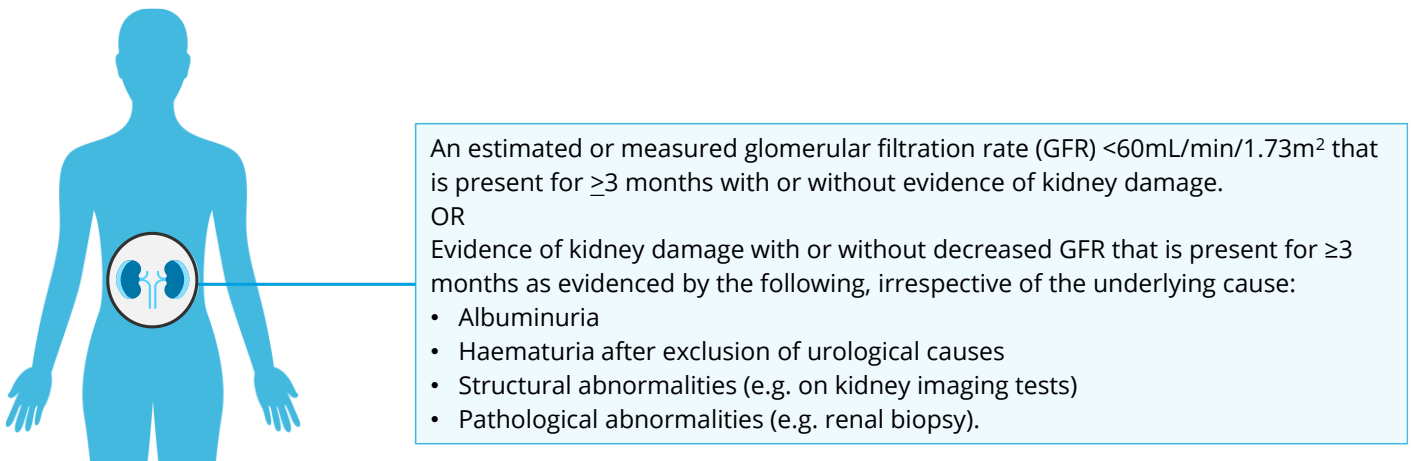 An estimated or measured glomerular filtration rate (GFR) <60mL/min/1.73m² that
is present for ≥3 months with or without evidence of kidney damage.
OR
Evidence of kidney damage with or without decreased GFR that is present for ≥3
months as evidenced by the following, irrespective of the underlying cause:
• Albuminuria
• Haematuria after exclusion of urological causes
• Structural abnormalities (e.g. on kidney imaging tests)
• Pathological abnormalities (e.g. renal biopsy).